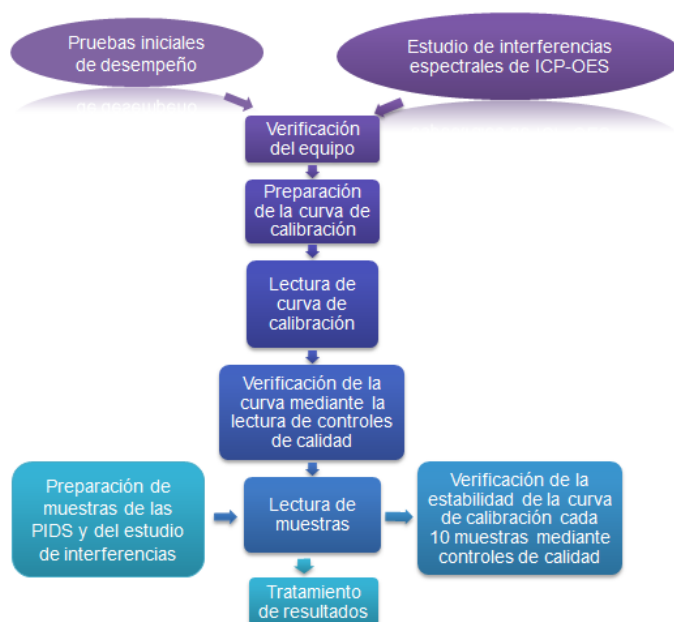 Pruebas iniciales
de desempeño
Estudio de interferencias
espectrales de ICP-OES
Verificación
del equipo
Preparación
de la curva de
calibración
Lectura de
curva de
calibración
Verificación de la
curva mediante la
lectura de controles
de calidad
Preparación de
muestras de las
PIDS y del estudio
de interferencias
Lectura de
muestras
Verificación de la
estabilidad de la curva
de calibración cada
10 muestras mediante
controles de calidad
Tratamiento
de resultados